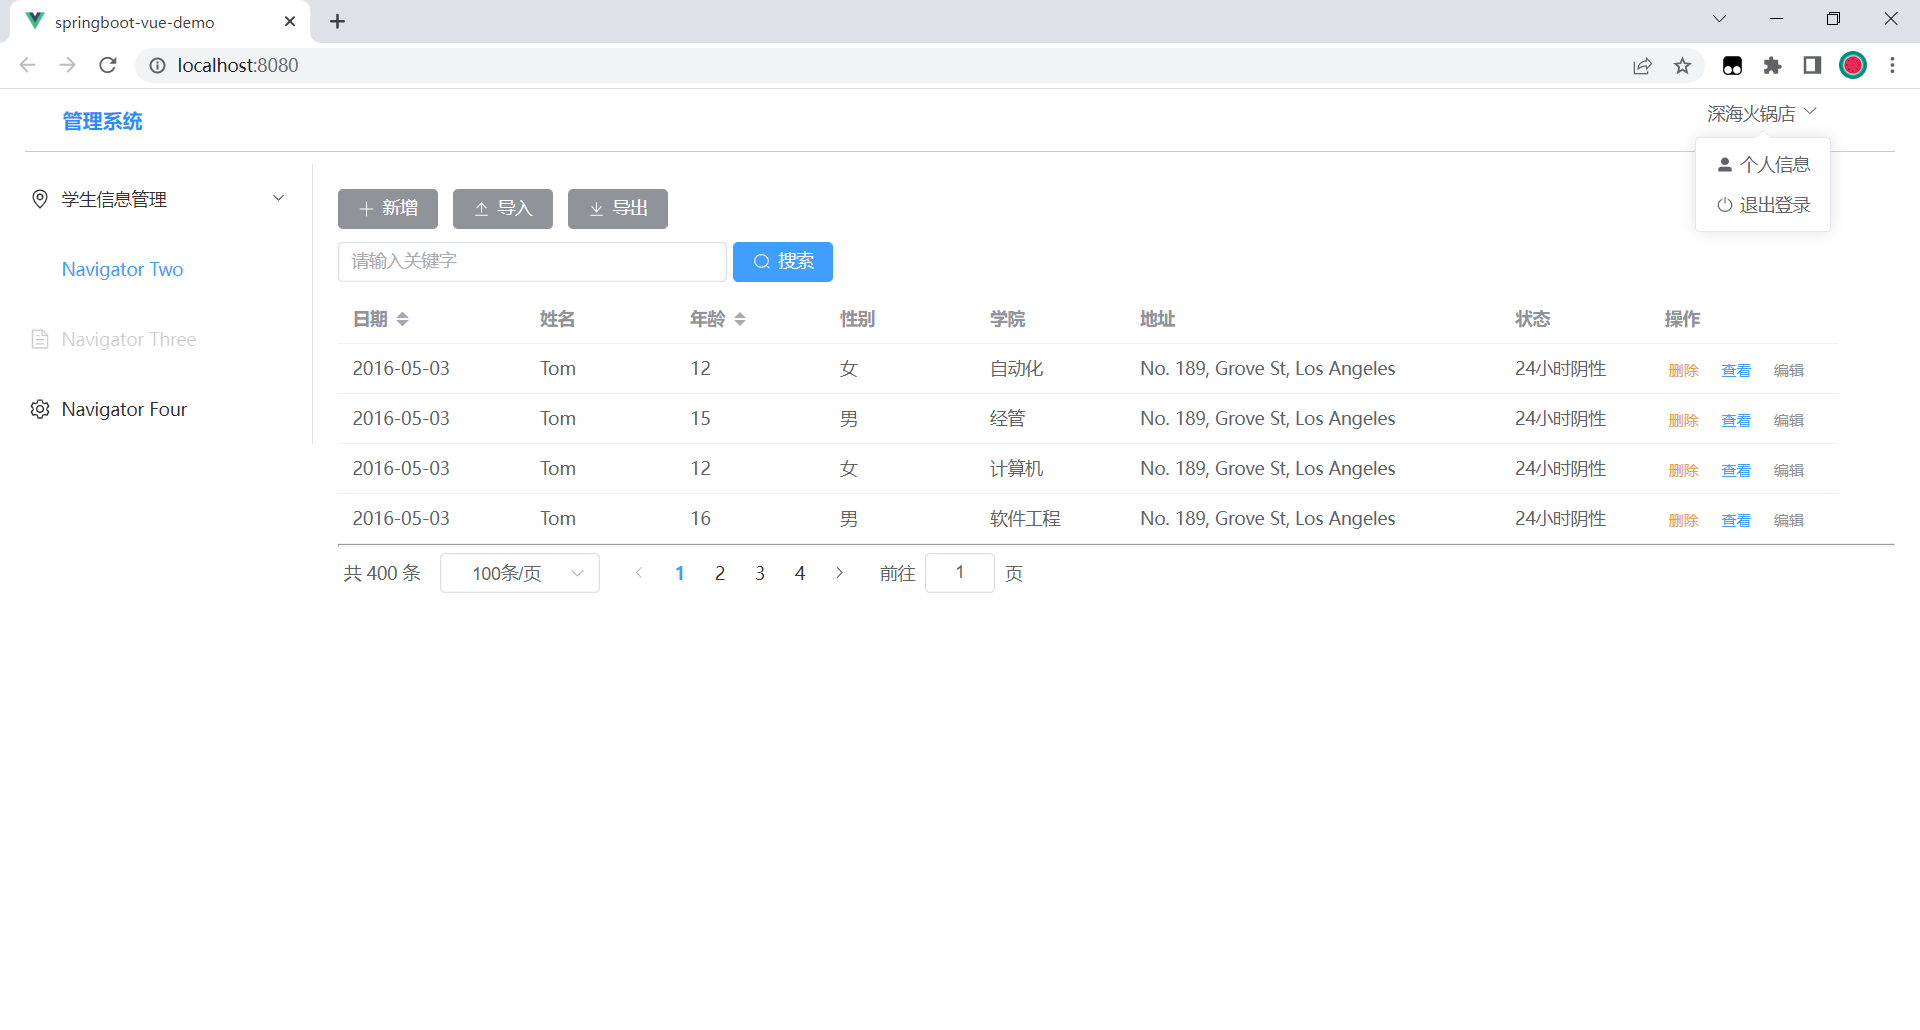 springboot-vue-demo
localhost:8080
管理系统
深海火锅店
个人信息
退出登录
学生信息管理
Navigator Two
Navigator Three
Navigator Four
新增 导入 导出
请输入关键字 搜索
日期 姓名 年龄 性别 学院 地址 状态 操作
2016-05-03 Tom 12 女 自动化 No. 189, Grove St, Los Angeles 24小时阴性 删除 查看 编辑
2016-05-03 Tom 15 男 经管 No. 189, Grove St, Los Angeles 24小时阴性 删除 查看 编辑
2016-05-03 Tom 12 女 计算机 No. 189, Grove St, Los Angeles 24小时阴性 删除 查看 编辑
2016-05-03 Tom 16 男 软件工程 No. 189, Grove St, Los Angeles 24小时阴性 删除 查看 编辑
共 400 条 100条/页 1 2 3 4 前往 1 页